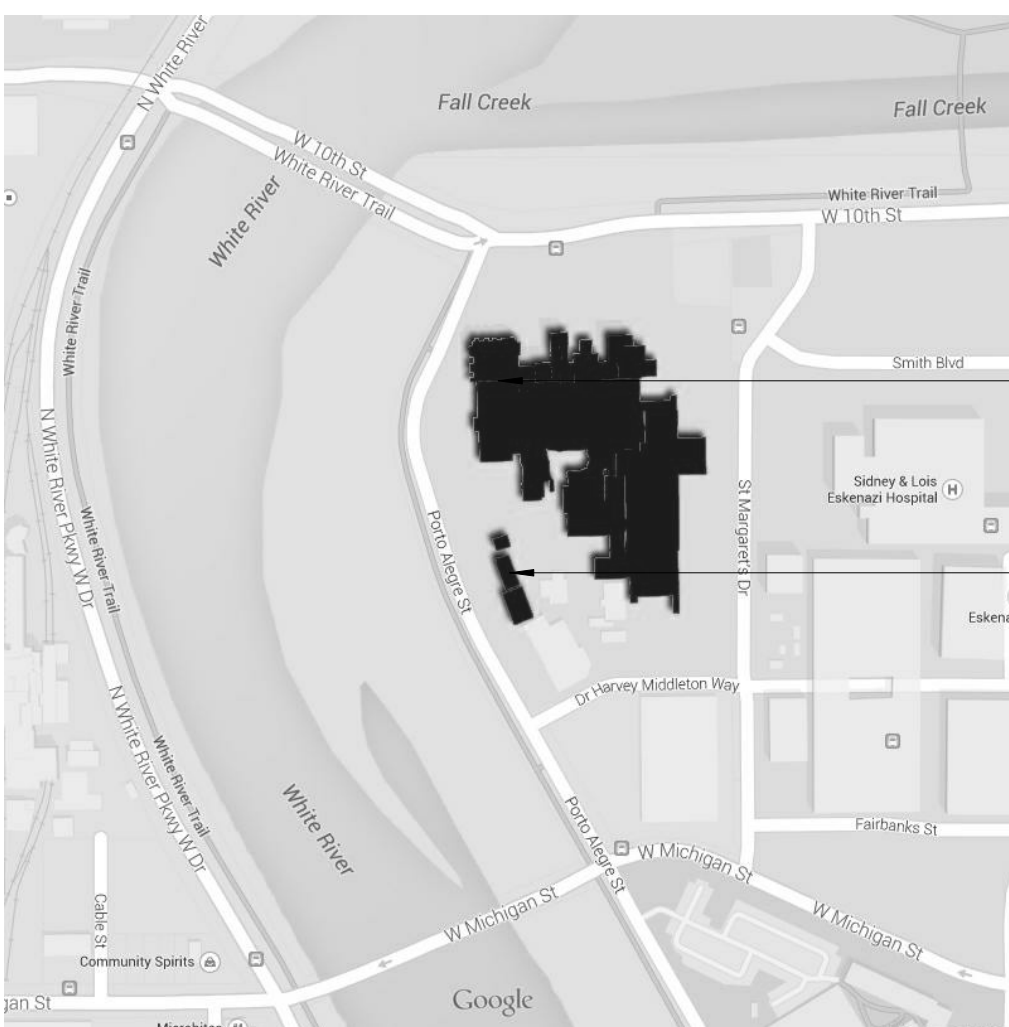 N White River
Fall Creek
Fall Creek
W 10th St
White River Trail
White River
White River Trail
W 10th St
White River Trail
Smith Blvd
N White River Pkwy W Dr
Sidney & Lois
Eskenazi Hospital
H
St Margaret's Dr
White River Trail
Porto Alegre St
Eskena
Dr Harvey Middleton Way
N White River Pkwy W Dr
White River Trail
White River
Porto Alegre St
Fairbanks St
W Michigan St
W Michigan St
W Michigan St
Cable St
Community Spirits
gan St
Google